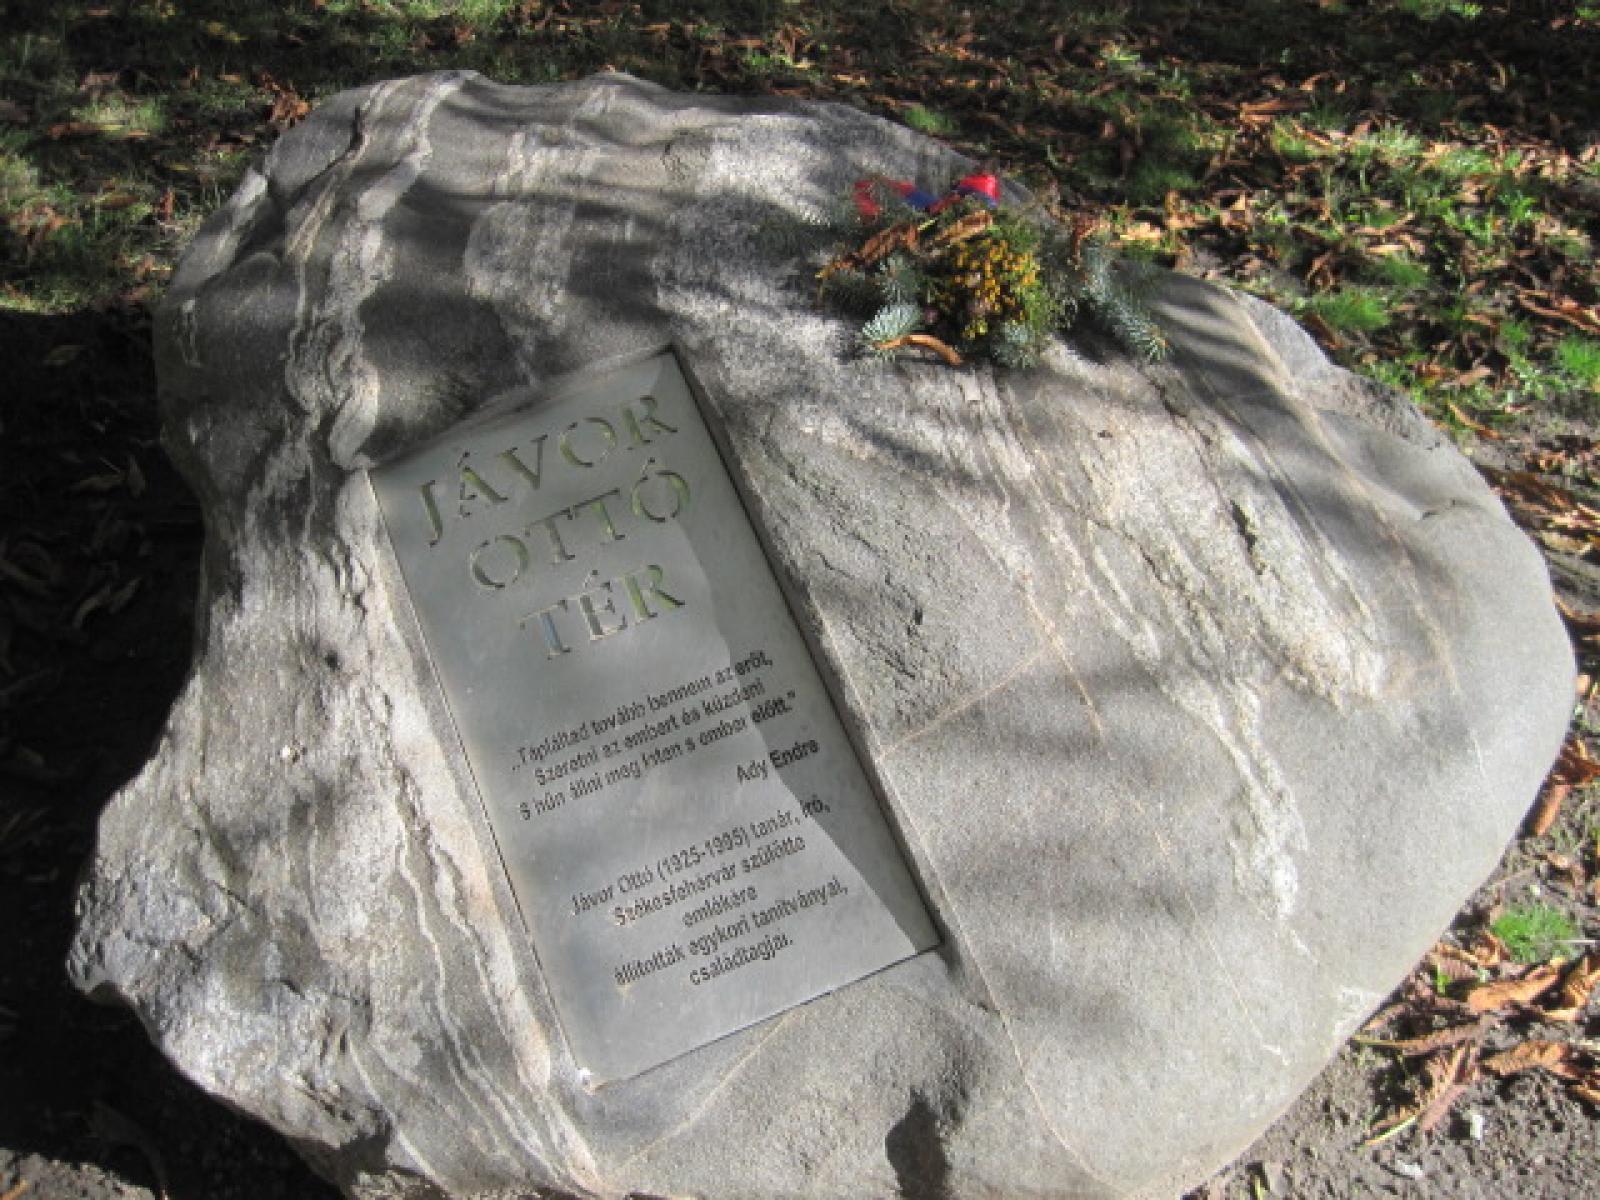 JÁVOR
OTTÓ
TÉR
„Tápláltad tovább bennem az erőt,
Szeretni az embert és küzdeni
S hűn állni meg Isten s ember előtt."
Ady Endre
Jávor Ottó (1925-1995) tanár, író,
Székesfehérvár szülötte
emlékére
állították egykori tanítványai,
családtagjai.